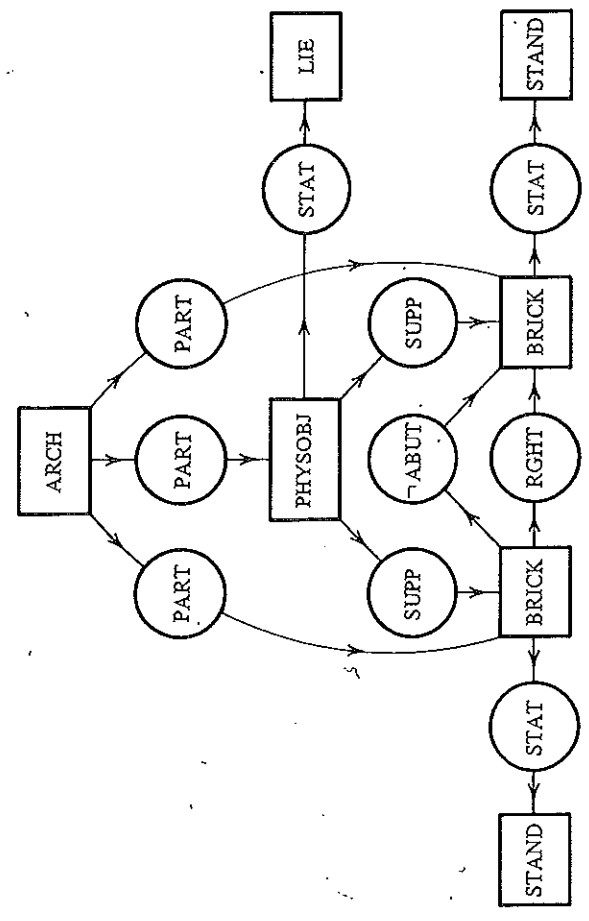 ARCH
PART
PART
PART
PHYSOBJ
STAT
LIE
SUPP
¬ABUT
SUPP
STAND
STAT
BRICK
RGHT
BRICK
STAT
STAND